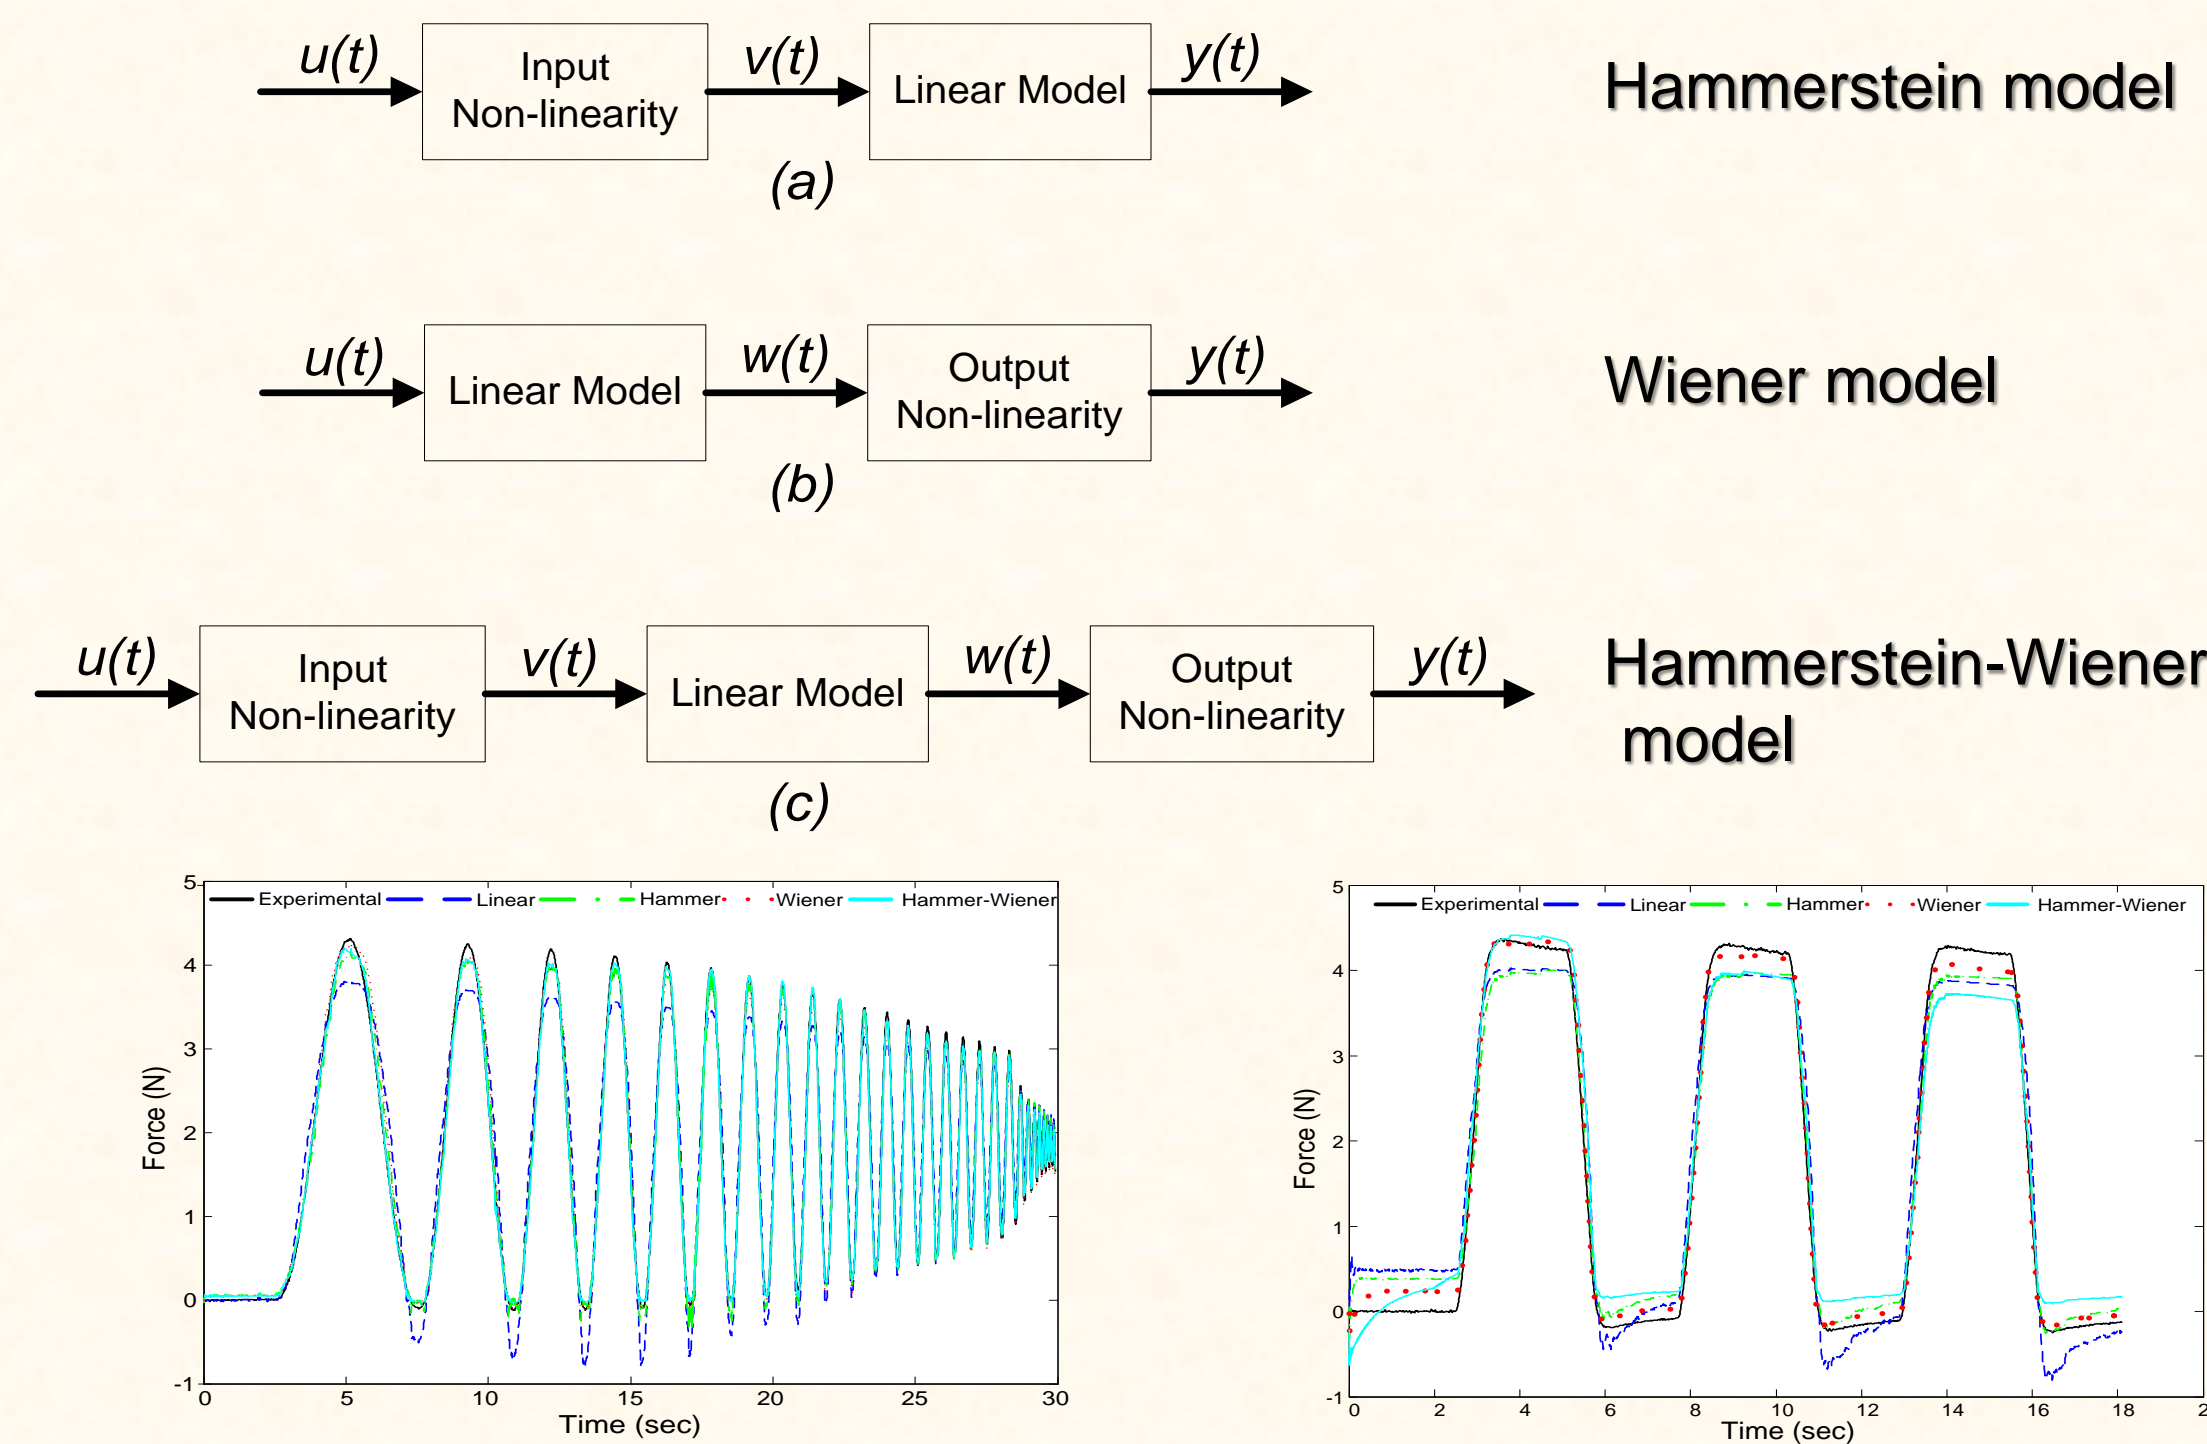 u(t)
Input
Non-linearity
v(t)
Linear Model
y(t)
Hammerstein model
(a)
u(t)
Linear Model
w(t)
Output
Non-linearity
y(t)
Wiener model
(b)
u(t)
Input
Non-linearity
v(t)
Linear Model
w(t)
Output
Non-linearity
y(t)
Hammerstein-Wiener
model
(c)
Experimental Linear Hammer Wiener Hammer-Wiener
5
4
3
2
1
0
-1
Force (N)
0 5 10 15 20 25 30
Time (sec)
Experimental Linear Hammer Wiener Hammer-Wiener
5
4
3
2
1
0
-1
Force (N)
0 2 4 6 8 10 12 14 16 18 2
Time (sec)